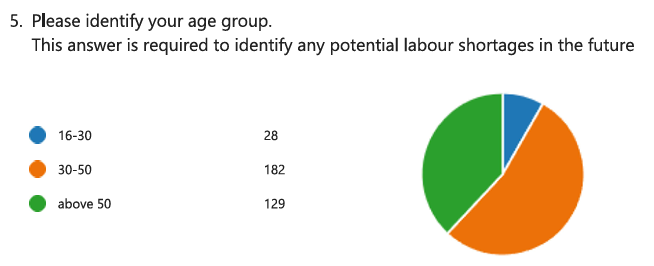 5. Please identify your age group.
This answer is required to identify any potential labour shortages in the future
16-30 28
30-50 182
above 50 129